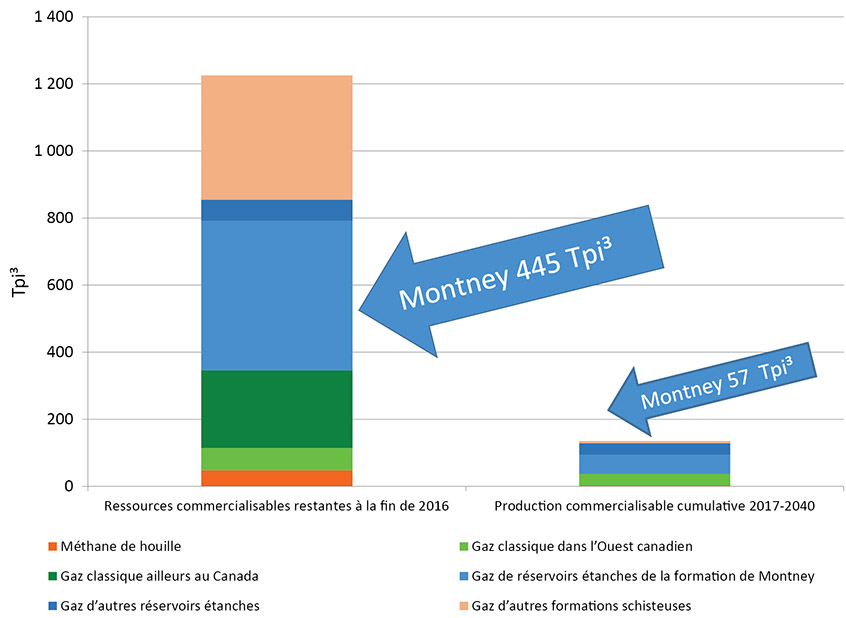 1 400
1 200
1 000
800
600
400
200
0
Tpi³
Montney 445 Tpi³
Montney 57 Tpi³
Ressources commercialisables restantes à la fin de 2016
Production commercialisable cumulative 2017-2040
Méthane de houille
Gaz classique dans l’Ouest canadien
Gaz classique ailleurs au Canada
Gaz de réservoirs étanches de la formation de Montney
Gaz d’autres réservoirs étanches
Gaz d’autres formations schisteuses